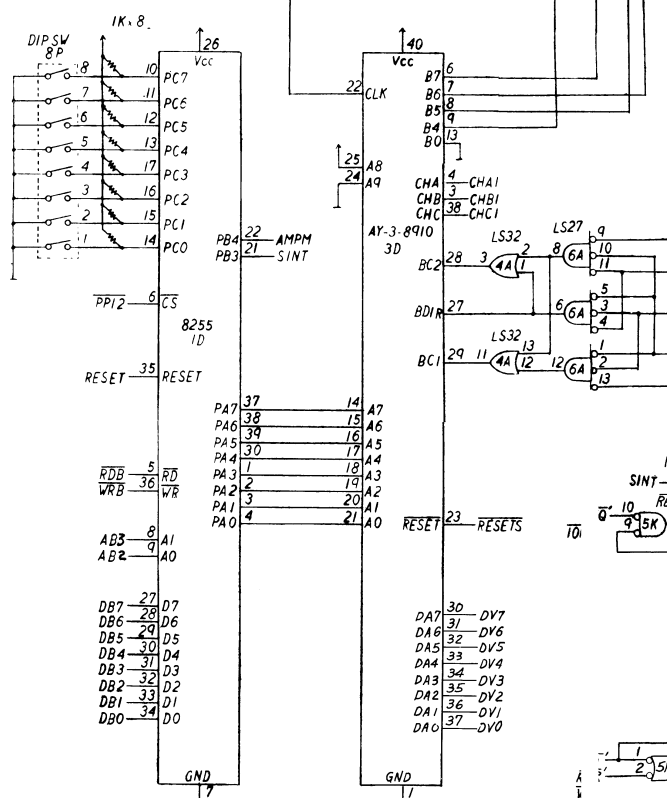 1K×8
DIP SW
8P
8
7
6
5
4
3
2
1
10 PC7
11 PC6
12 PC5
13 PC4
17 PC3
16 PC2
15 PC1
14 PC0
26
Vcc
PB4 22 AMPM
PB3 21 SINT
PPI2 6 CS
8255
1D
RESET 35 RESET
PA7 37
PA6 38
PA5 39
PA4 30
PA3 1
PA2 2
PA1 3
PA0 4
RDB 5 RD
WRB 36 WR
AB3 8 A1
AB2 9 A0
DB7 27 D7
DB6 28 D6
DB5 29 D5
DB4 30 D4
DB3 31 D3
DB2 32 D2
DB1 33 D1
DB0 34 D0
GND
7
40
Vcc
22 CLK
B7 6
B6 7
B5 8
B4 9
B0 13
25 A8
24 A9
CHA 4 CHA1
CHB 3 CHB1
CHC 38 CHC1
AY-3-8910
3D
BC2 28
BDIR 27
BC1 29
14 A7
15 A6
16 A5
17 A4
18 A3
19 A2
20 A1
21 A0
RESET 23 RESETS
DA7 30 DV7
DA6 31 DV6
DA5 32 DV5
DA4 33 DV4
DA3 34 DV3
DA2 35 DV2
DA1 36 DV1
DA0 37 DV0
GND
1
LS32
3 4A 2
1
LS27
8 6A 9
10
11
6 6A 5
3
4
LS32
11 4A 13
12
12 6A 1
2
13
SINT
Q' 10
9 5K
1
2